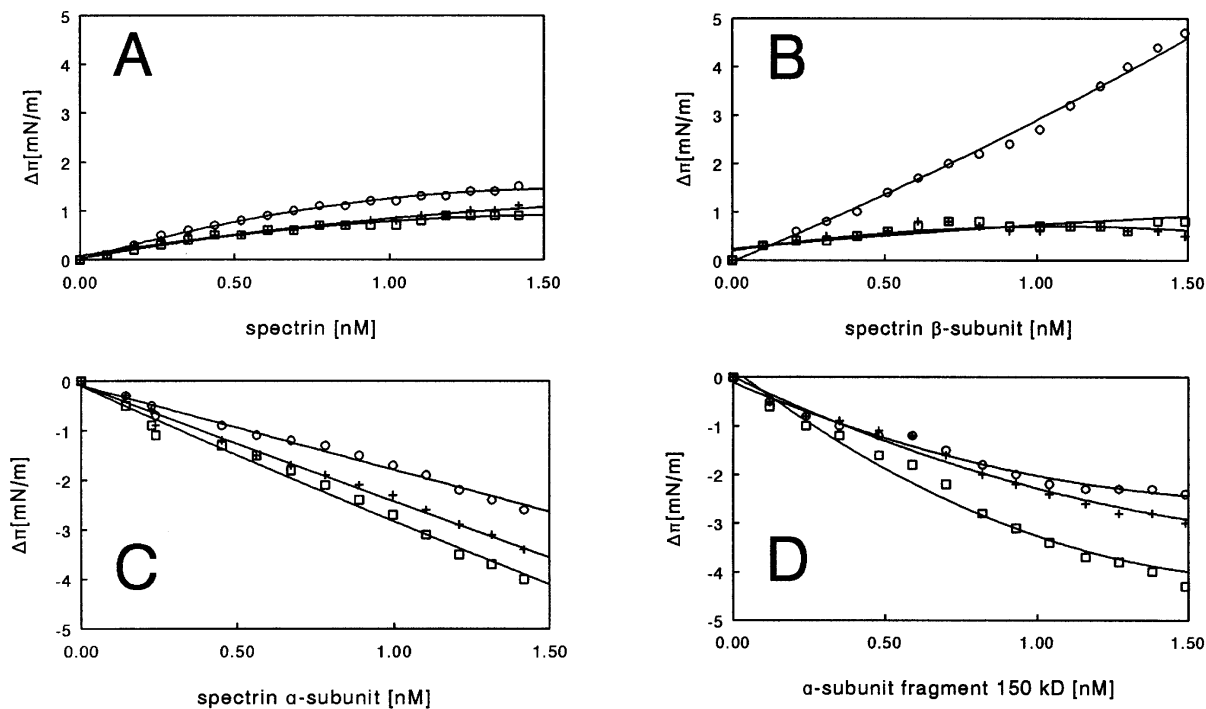 A
5
4
3
2
1
0
Δπ[mN/m]
0.00 0.50 1.00 1.50
spectrin [nM]
B
5
4
3
2
1
0
Δπ[mN/m]
0.00 0.50 1.00 1.50
spectrin β-subunit [nM]
C
-0
-1
-2
-3
-4
-5
Δπ[mN/m]
0.00 0.50 1.00 1.50
spectrin α-subunit [nM]
D
0
-1
-2
-3
-4
-5
Δπ[mN/m]
0.00 0.50 1.00 1.50
α-subunit fragment 150 kD [nM]